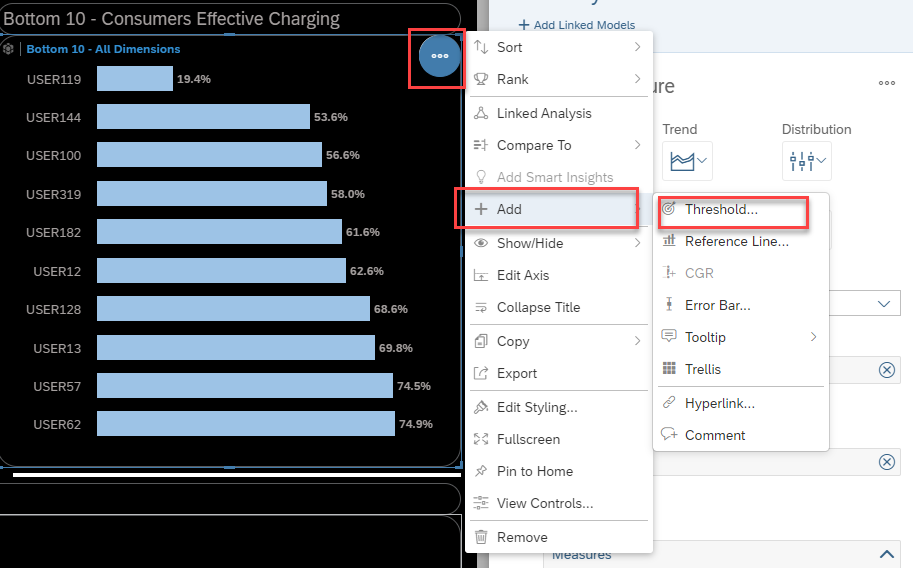 Bottom 10 - Consumers Effective Charging
Bottom 10 - All Dimensions
USER119 19.4%
USER144 53.6%
USER100 56.6%
USER319 58.0%
USER182 61.6%
USER12 62.6%
USER128 68.6%
USER13 69.8%
USER57 74.5%
USER62 74.9%
Sort
Rank
Linked Analysis
Compare To
Add Smart Insights
Add
Show/Hide
Edit Axis
Collapse Title
Copy
Export
Edit Styling...
Fullscreen
Pin to Home
View Controls...
Remove
Threshold...
Reference Line...
CGR
Error Bar...
Tooltip
Trellis
Hyperlink...
Comment
Add Linked Models
ure
Trend
Distribution
Measures